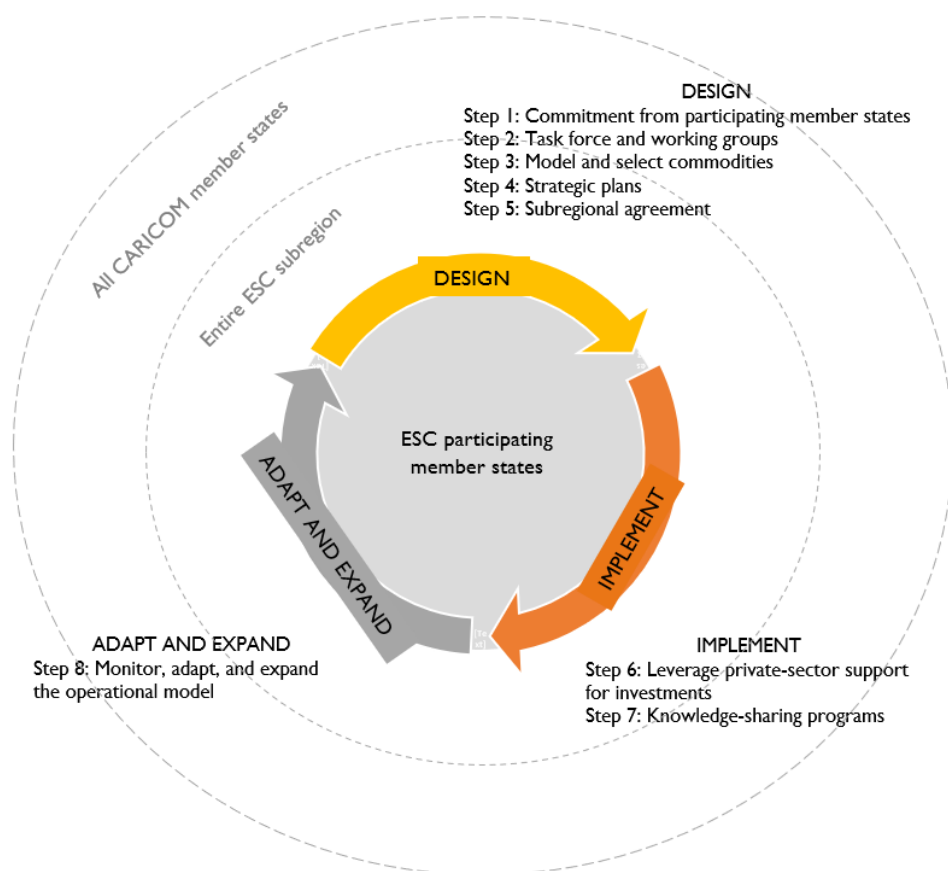 All CARICOM member states
Entire ESC subregion
DESIGN
Step 1: Commitment from participating member states
Step 2: Task force and working groups
Step 3: Model and select commodities
Step 4: Strategic plans
Step 5: Subregional agreement
DESIGN
ESC participating
member states
ADAPT AND EXPAND
IMPLEMENT
ADAPT AND EXPAND
Step 8: Monitor, adapt, and expand
the operational model
IMPLEMENT
Step 6: Leverage private-sector support
for investments
Step 7: Knowledge-sharing programs
[Te
xt]